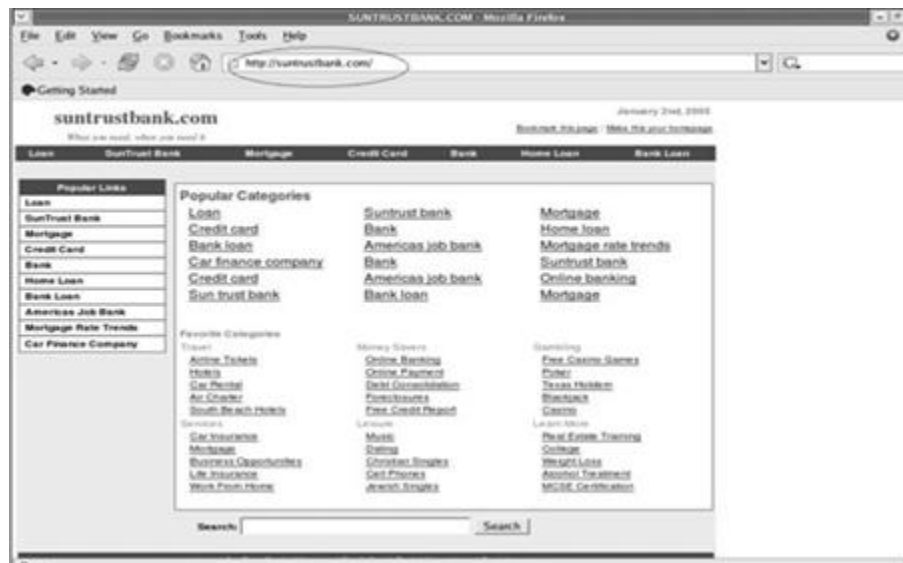 SUNTRUSTBANK.COM - Mozilla Firefox
File Edit View Go Bookmarks Tools Help
http://suntrustbank.com/
Getting Started
suntrustbank.com
January 2nd, 2005
What you need, when you need it
Bookmark this page | Make this your homepage
Loan SunTrust Bank Mortgage Credit Card Bank Home Loan Bank Loan
Popular Links
Loan
SunTrust Bank
Mortgage
Credit Card
Bank
Home Loan
Bank Loan
Americas Job Bank
Mortgage Rate Trends
Car Finance Company
Popular Categories
Loan Suntrust bank Mortgage
Credit card Bank Home loan
Bank loan Americas job bank Mortgage rate trends
Car finance company Bank Suntrust bank
Credit card Americas job bank Online banking
Sun trust bank Bank loan Mortgage
Favorite Categories
Travel Money Savers Gambling
Airline Tickets Online Banking Free Casino Games
Hotels Online Payment Poker
Car Rental Debt Consolidation Texas Holdem
Air Charter Foreclosures Blackjack
South Beach Hotels Free Credit Report Casino
Services Leisure Learn More
Car Insurance Music Real Estate Training
Mortgage Dating College
Business Opportunities Christian Singles Weight Loss
Life Insurance Cell Phones Alcohol Treatment
Work From Home Jewish Singles MCSE Certification
Search: Search